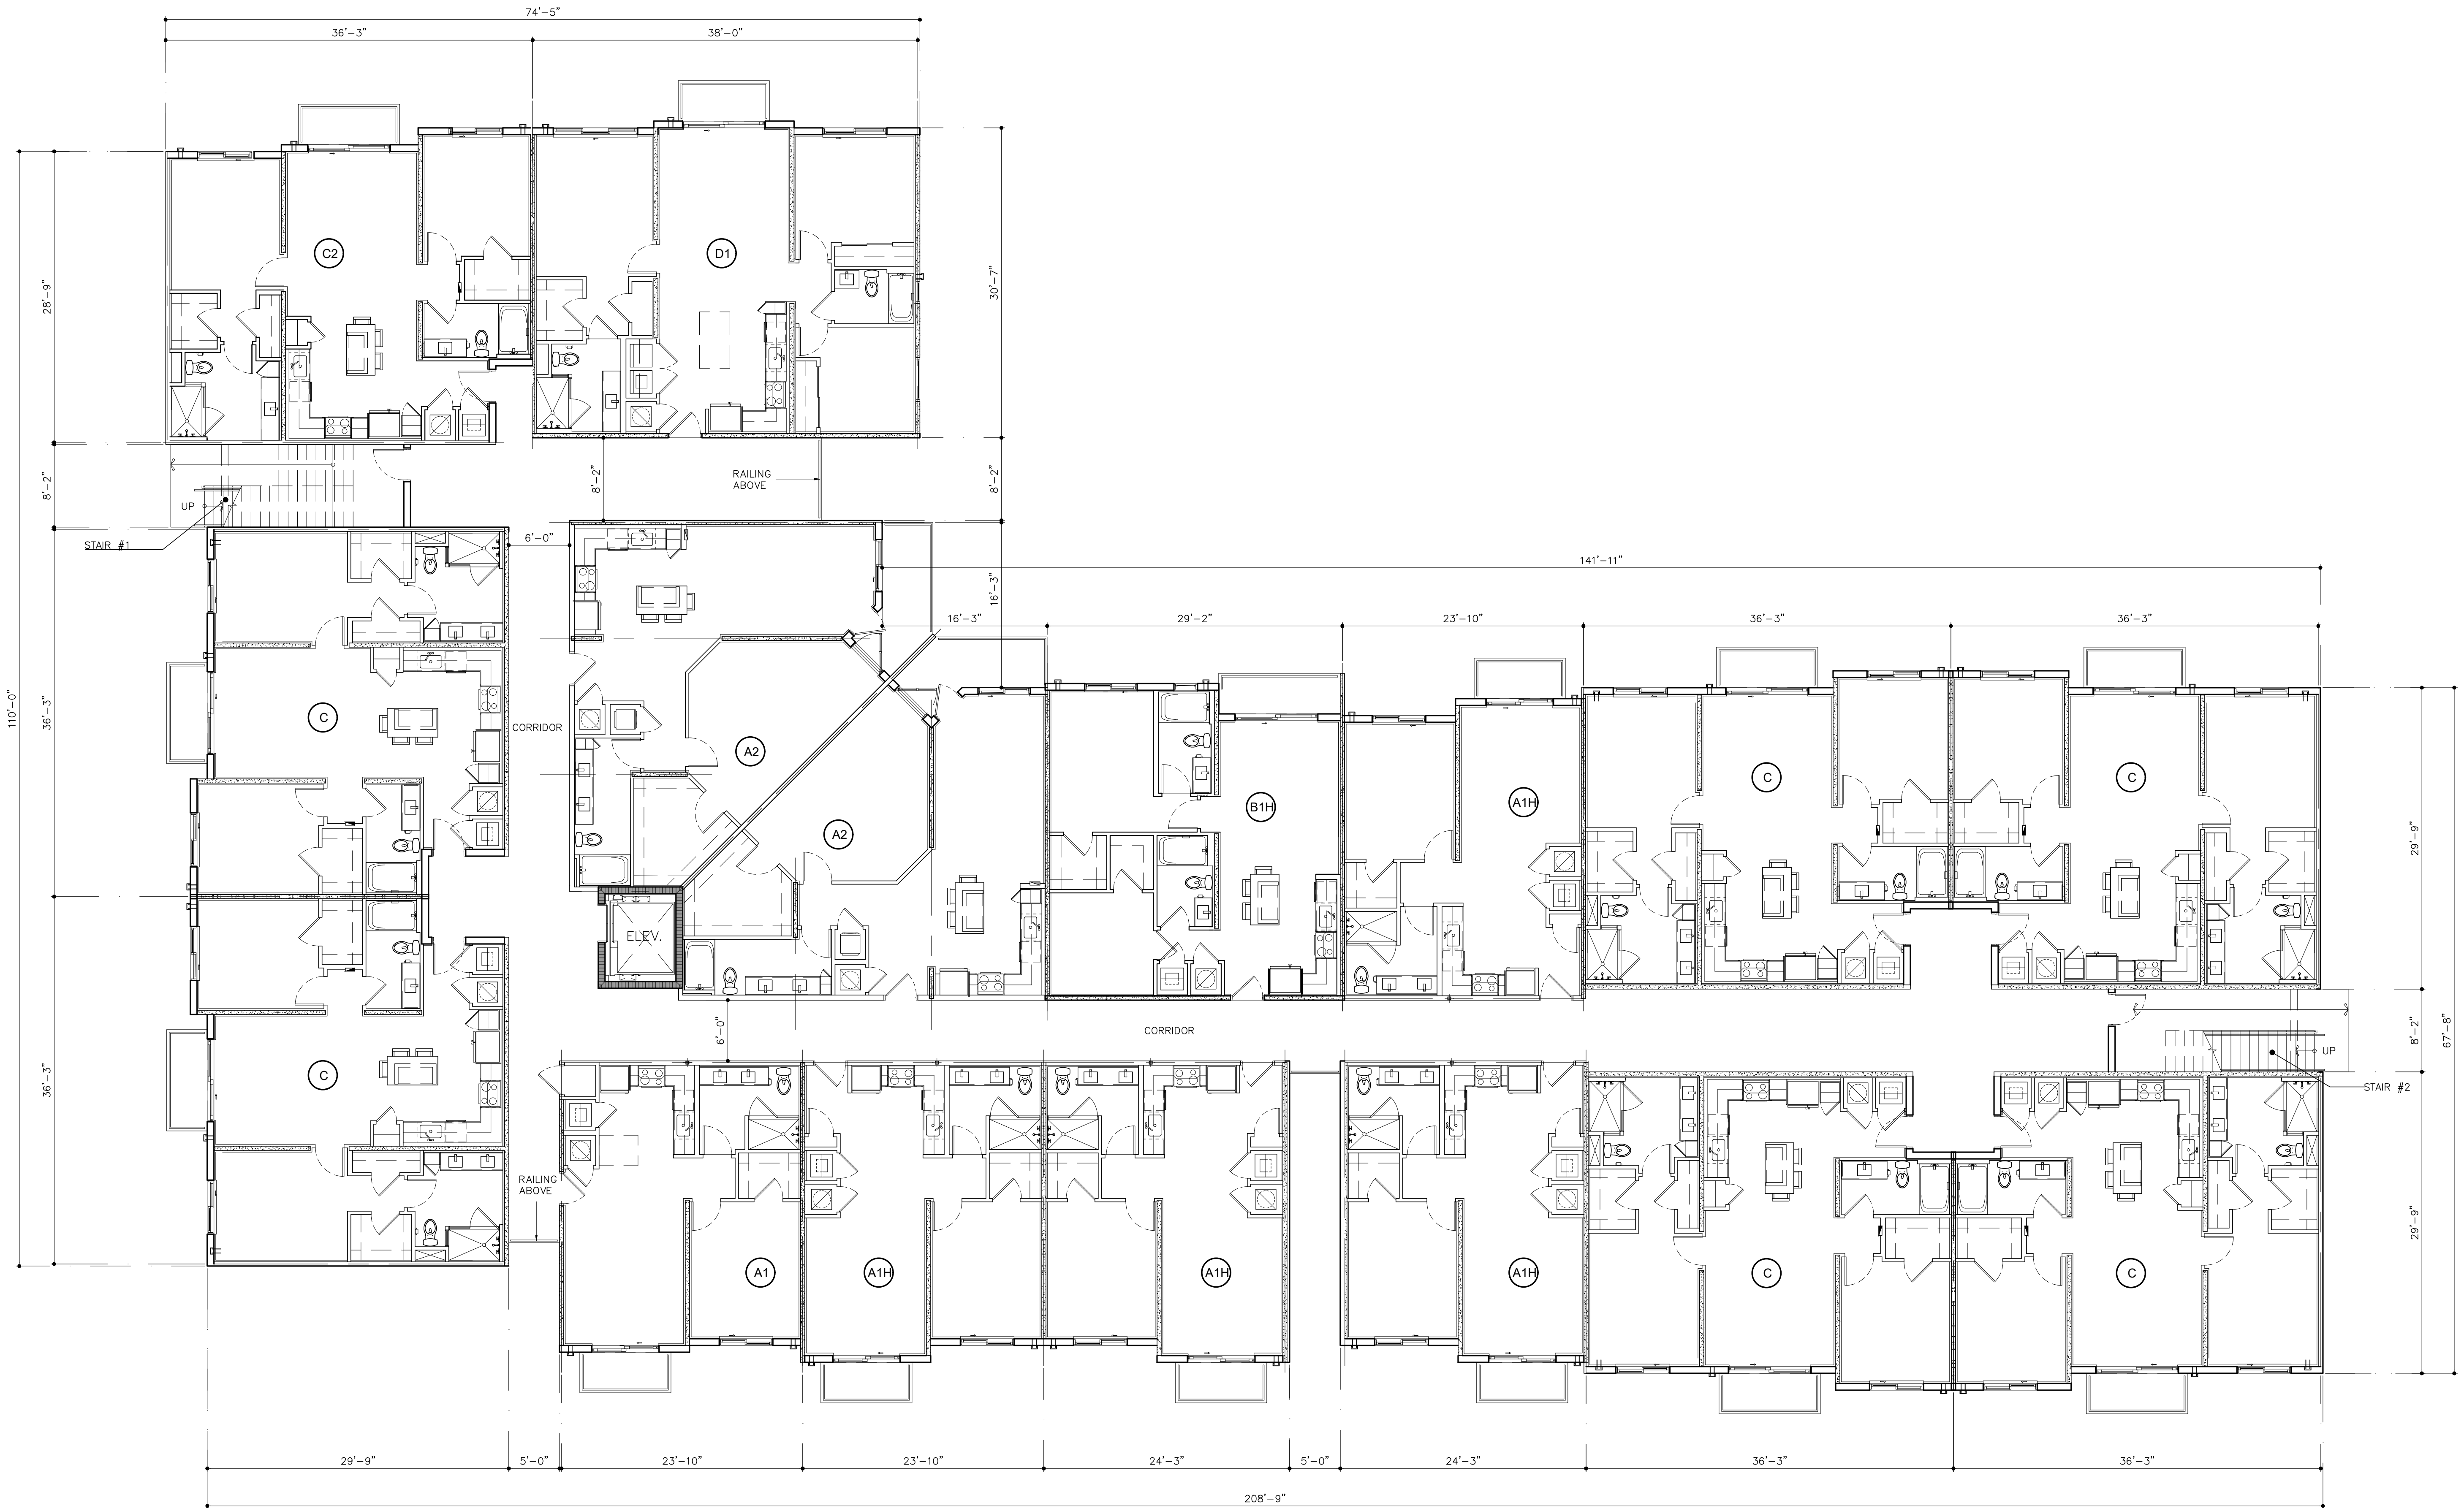 74'-5"
36'-3"
38'-0"
C2
D1
28'-9"
30'-7"
8'-2"
8'-2"
8'-2"
RAILING
ABOVE
UP
STAIR #1
6'-0"
16'-3"
141'-11"
16'-3"
29'-2"
23'-10"
36'-3"
36'-3"
110'-0"
36'-3"
C
CORRIDOR
A2
A2
B1H
A1H
C
C
29'-9"
ELEV.
6'-0"
CORRIDOR
8'-2"
67'-8"
UP
STAIR #2
36'-3"
C
RAILING
ABOVE
A1
A1H
A1H
A1H
C
C
29'-9"
29'-9"
5'-0"
23'-10"
23'-10"
24'-3"
5'-0"
24'-3"
36'-3"
36'-3"
208'-9"